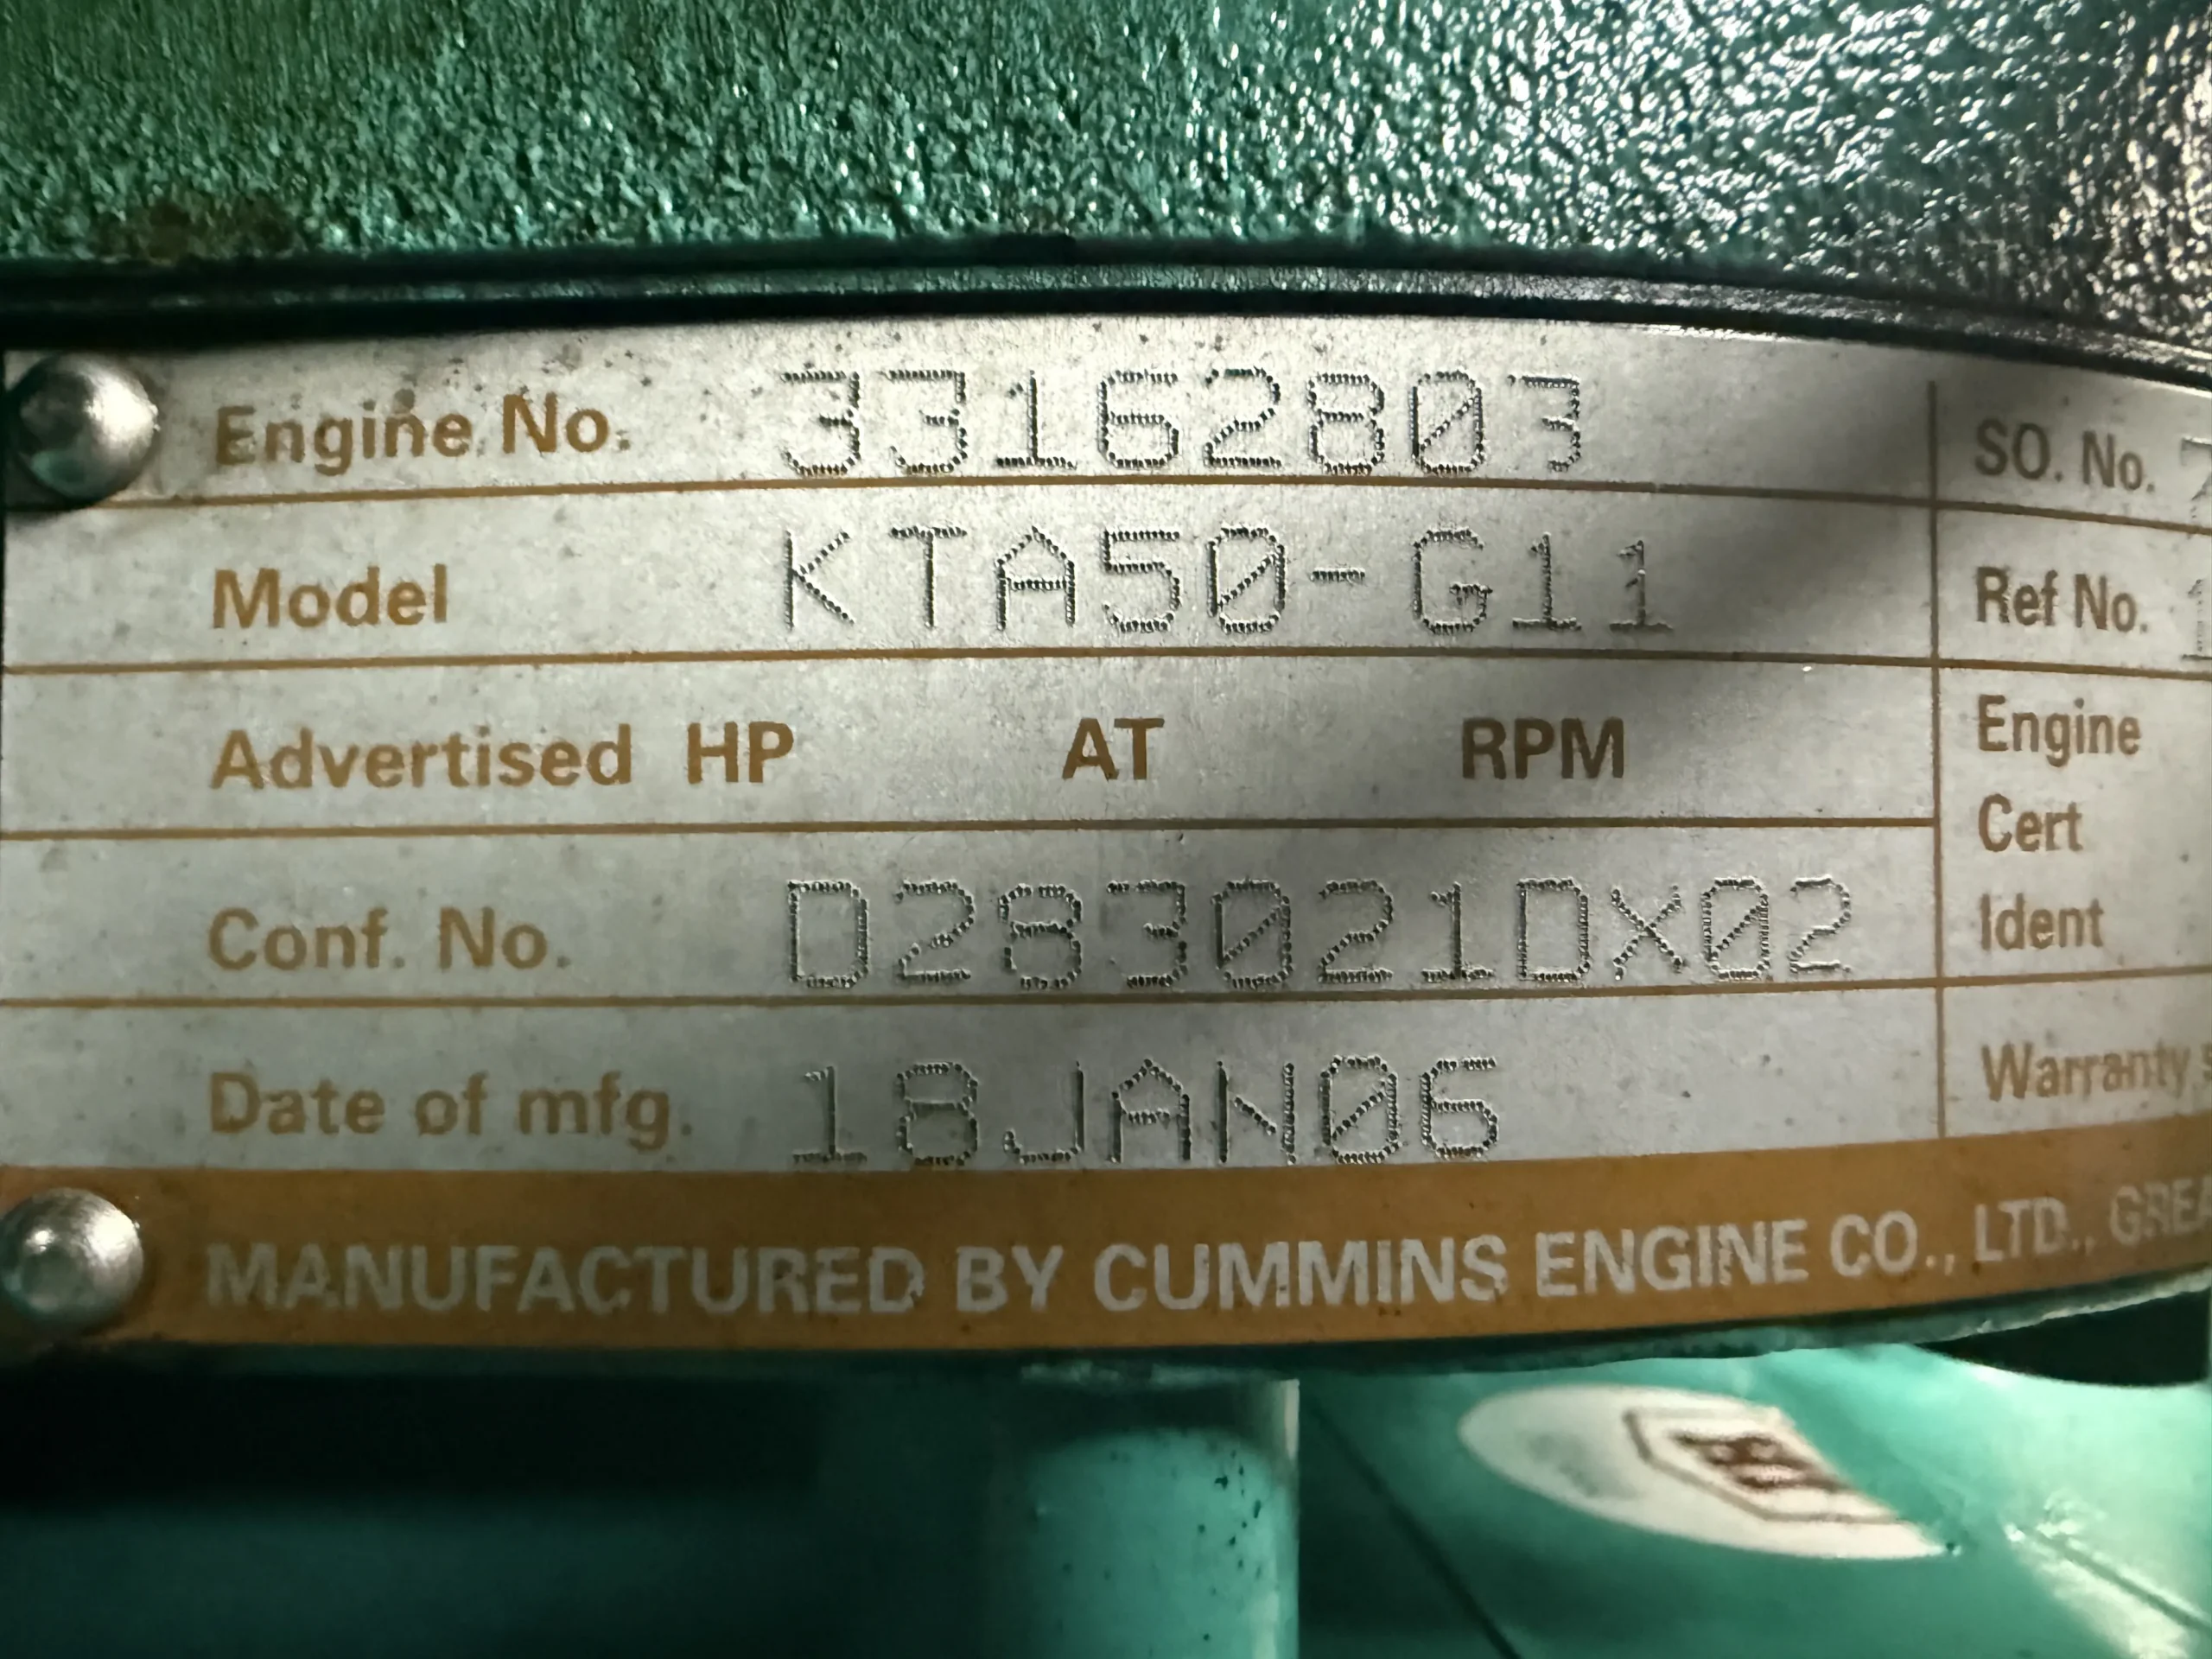 Engine No. 33162803
SO. No.
Model KTA50-G11
Ref No.
Advertised HP AT RPM
Engine
Cert
Ident
Conf. No. D283021DX02
Date of mfg. 18JAN06
Warranty
MANUFACTURED BY CUMMINS ENGINE CO., LTD.,